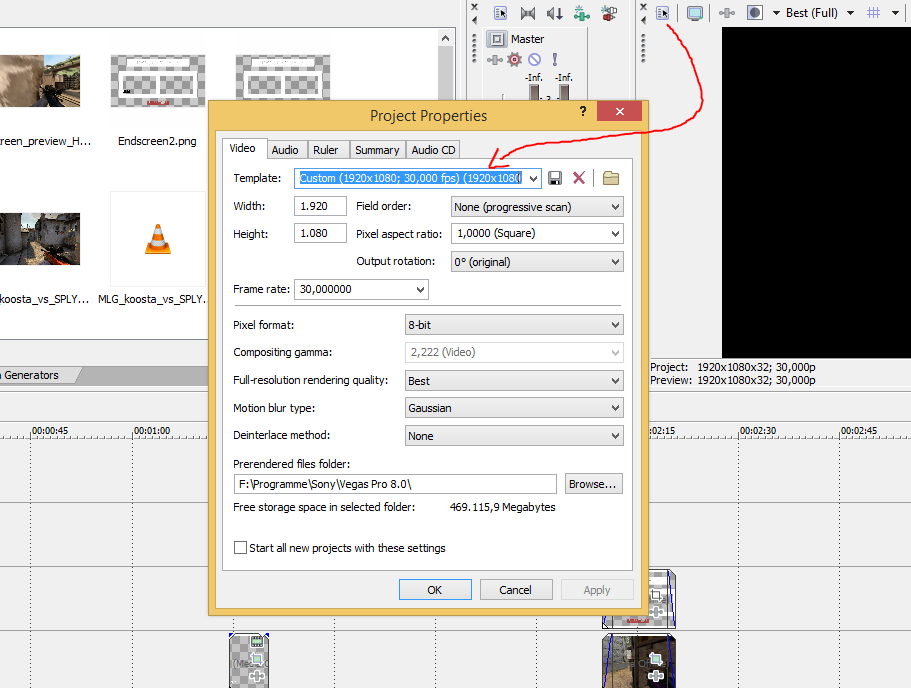 Master
Best (Full)
-Inf.
-Inf.
3
creen_preview_H...
Endscreen2.png
koosta_vs_SPLY...
MLG_koosta_vs_SPLY...
Project Properties
?
Video
Audio
Ruler
Summary
Audio CD
Template:
Custom (1920x1080; 30,000 fps) (1920x1080
Width:
1.920
Field order:
None (progressive scan)
Height:
1.080
Pixel aspect ratio:
1,0000 (Square)
Output rotation:
0° (original)
Frame rate:
30,000000
Pixel format:
8-bit
Compositing gamma:
2,222 (Video)
Full-resolution rendering quality:
Best
Motion blur type:
Gaussian
Deinterlace method:
None
Prerendered files folder:
F:\Programme\Sony\Vegas Pro 8.0\
Browse...
Free storage space in selected folder:
469.115,9 Megabytes
Start all new projects with these settings
OK
Cancel
Apply
Project: 1920x1080x32; 30,000p
Preview: 1920x1080x32; 30,000p
Generators
00:00:45
00:01:00
:02:15
00:02:30
00:02:45